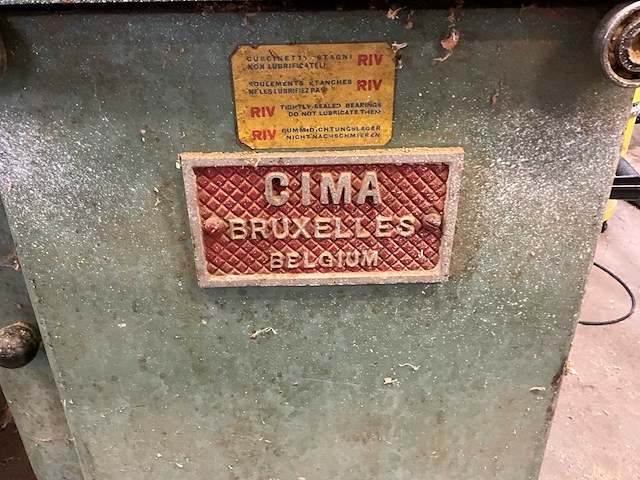 CUSCINETTI STAGNI RIV
NON LUBRIFICATELI
ROULEMENTS ETANCHES RIV
NE LES LUBRIFIEZ PAS
RIV TIGHTLY-SEALED BEARINGS
DO NOT LUBRICATE THEM
RIV GUMMIDICHTUNGSLAGER
NICHT NACHSCHMIEREN
CIMA
BRUXELLES
BELGIUM